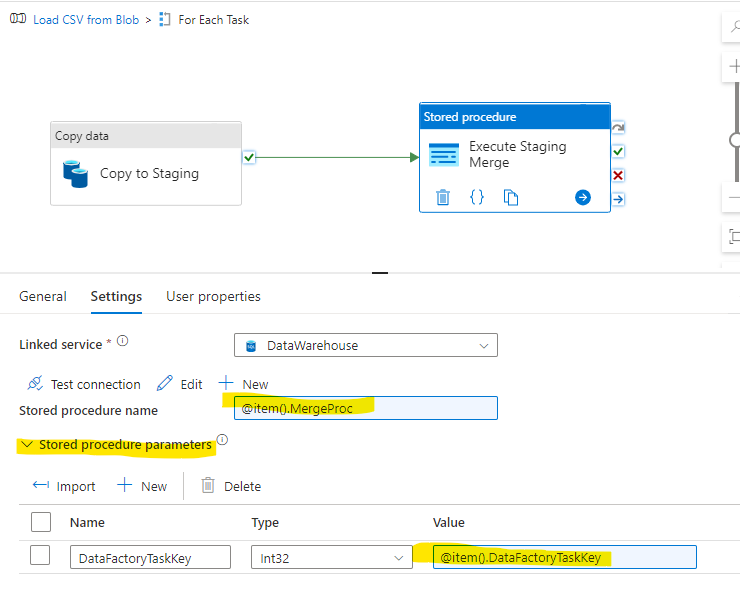 Load CSV from Blob > For Each Task
Copy data
Copy to Staging
Stored procedure
Execute Staging
Merge
{}
General Settings User properties
Linked service * DataWarehouse
Test connection Edit New
Stored procedure name @item().MergeProc
Stored procedure parameters
Import New Delete
Name Type Value
DataFactoryTaskKey Int32 @item().DataFactoryTaskKey